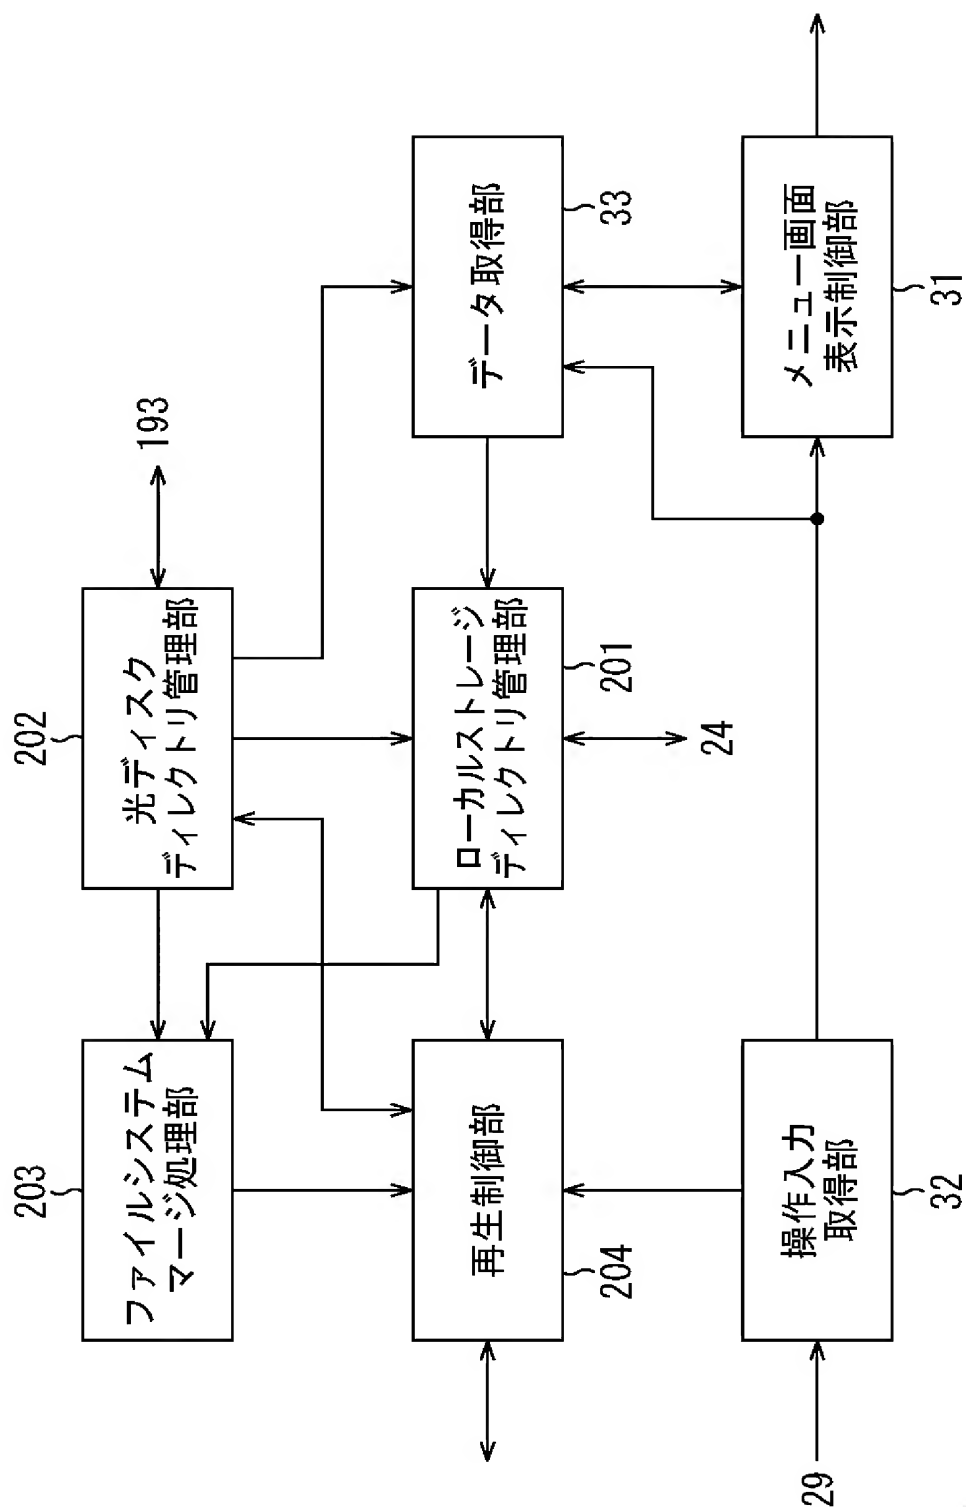 203
ファイルシステム
マージ処理部
202
光ディスク
ディレクトリ管理部
193
再生制御部
204
ローカルストレージ
ディレクトリ管理部
201
24
データ取得部
33
29
操作入力
取得部
32
メニュー画面
表示制御部
31